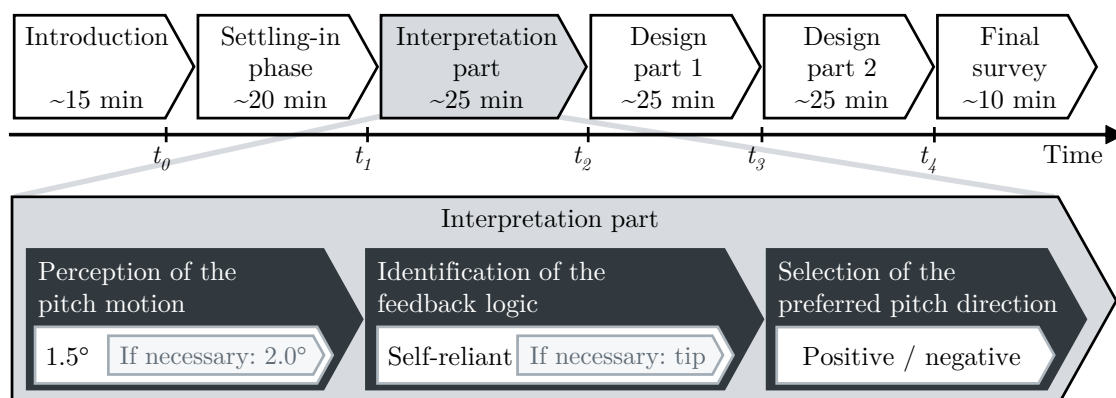 Introduction
~15 min
Settling-in
phase
~20 min
Interpretation
part
~25 min
Design
part 1
~25 min
Design
part 2
~25 min
Final
survey
~10 min
t0
t1
t2
t3
t4
Time
Interpretation part
Perception of the
pitch motion
1.5° If necessary: 2.0°
Identification of the
feedback logic
Self-reliant If necessary: tip
Selection of the
preferred pitch direction
Positive / negative